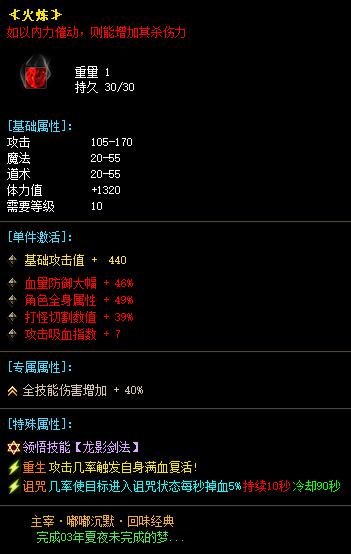 ≮火炼≯
如以内力催动，则能增加其杀伤力
重量 1
持久 30/30
[基础属性]:
攻击 105-170
魔法 20-55
道术 20-55
体力值 +1320
需要等级 10
[单件激活]:
基础攻击值 + 440
血量防御大幅 + 46%
角色全身属性 + 49%
打怪切割数值 + 39%
攻击吸血指数 + 7
[专属属性]:
全技能伤害增加 + 40%
[特殊属性]:
领悟技能【龙影剑法】
重生 攻击几率触发自身满血复活!
诅咒 几率使目标进入诅咒状态每秒掉血5%持续10秒 冷却90秒
主宰·嘟嘟沉默·回味经典
完成03年夏夜未完成的梦...